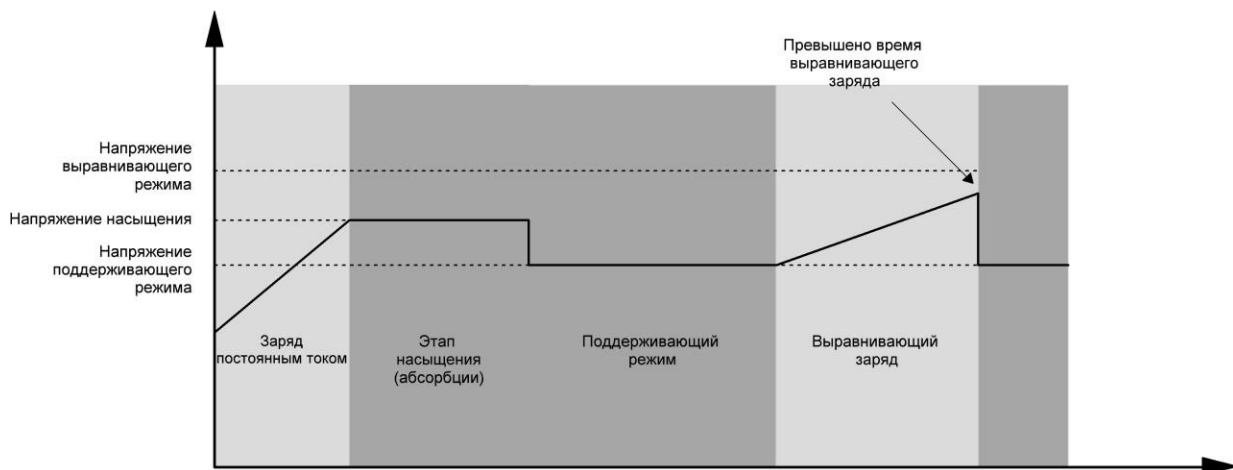 Превышено время
выравнивающего
заряда
Напряжение
выравнивающего
режима
Напряжение насыщения
Напряжение
поддерживающего
режима
Заряд
постоянным током
Этап
насыщения
(абсорбции)
Поддерживающий
режим
Выравнивающий
заряд